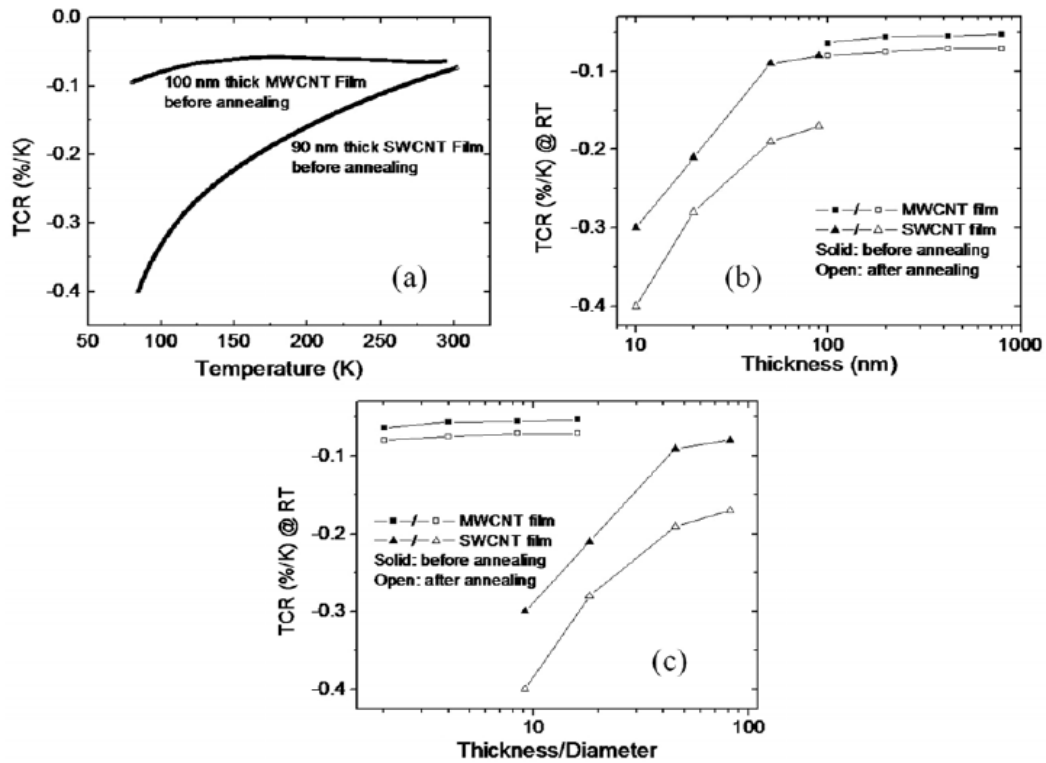 0.0
-0.1
-0.2
-0.3
-0.4
TCR (%/K)
100 nm thick MWCNT Film
before annealing
90 nm thick SWCNT Film
before annealing
(a)
50 100 150 200 250 300
Temperature (K)
-0.1
-0.2
-0.3
-0.4
TCR (%/K) @ RT
/ MWCNT film
/ SWCNT film
Solid: before annealing
Open: after annealing
(b)
10 100 1000
Thickness (nm)
-0.1
-0.2
-0.3
-0.4
TCR (%/K) @ RT
/ MWCNT film
/ SWCNT film
Solid: before annealing
Open: after annealing
(c)
10 100
Thickness/Diameter